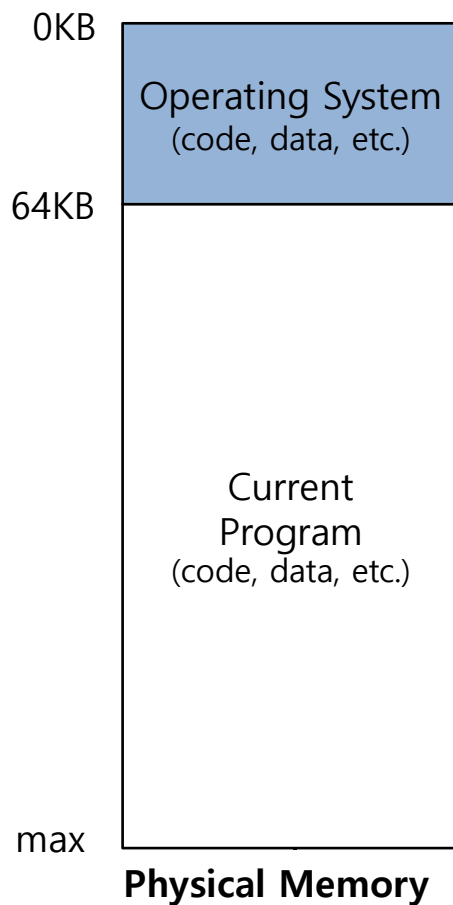 0KB
Operating System
(code, data, etc.)
64KB
Current
Program
(code, data, etc.)
max
Physical Memory